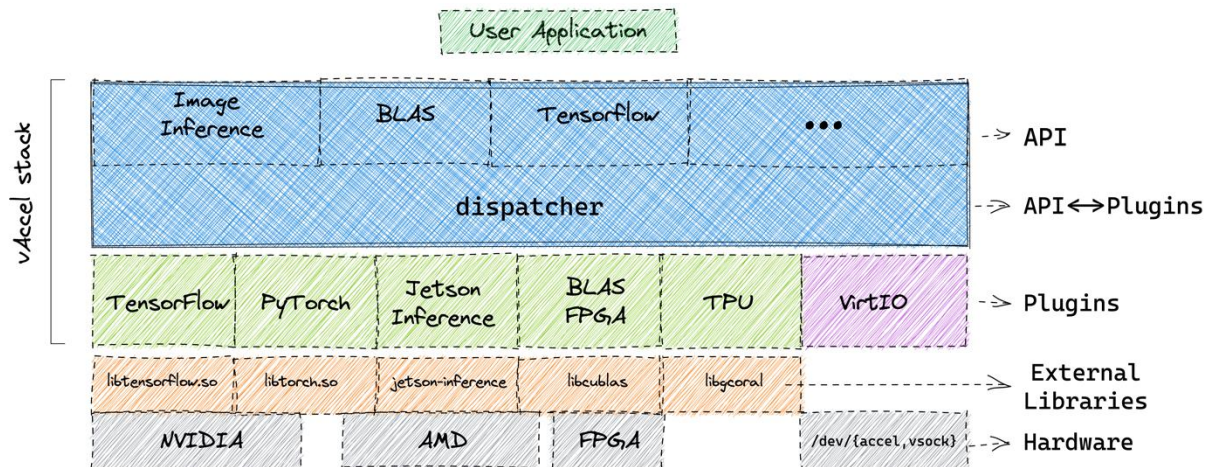 User Application
vAccel stack
Image
Inference
BLAS
Tensorflow
...
API
dispatcher
API↔Plugins
TensorFlow
PyTorch
Jetson
Inference
BLAS
FPGA
TPU
VirtIO
Plugins
libtensorflow.so
libtorch.so
jetson-inference
libcublas
libgcoral
External
Libraries
NVIDIA
AMD
FPGA
/dev/{accel,vsock}
Hardware